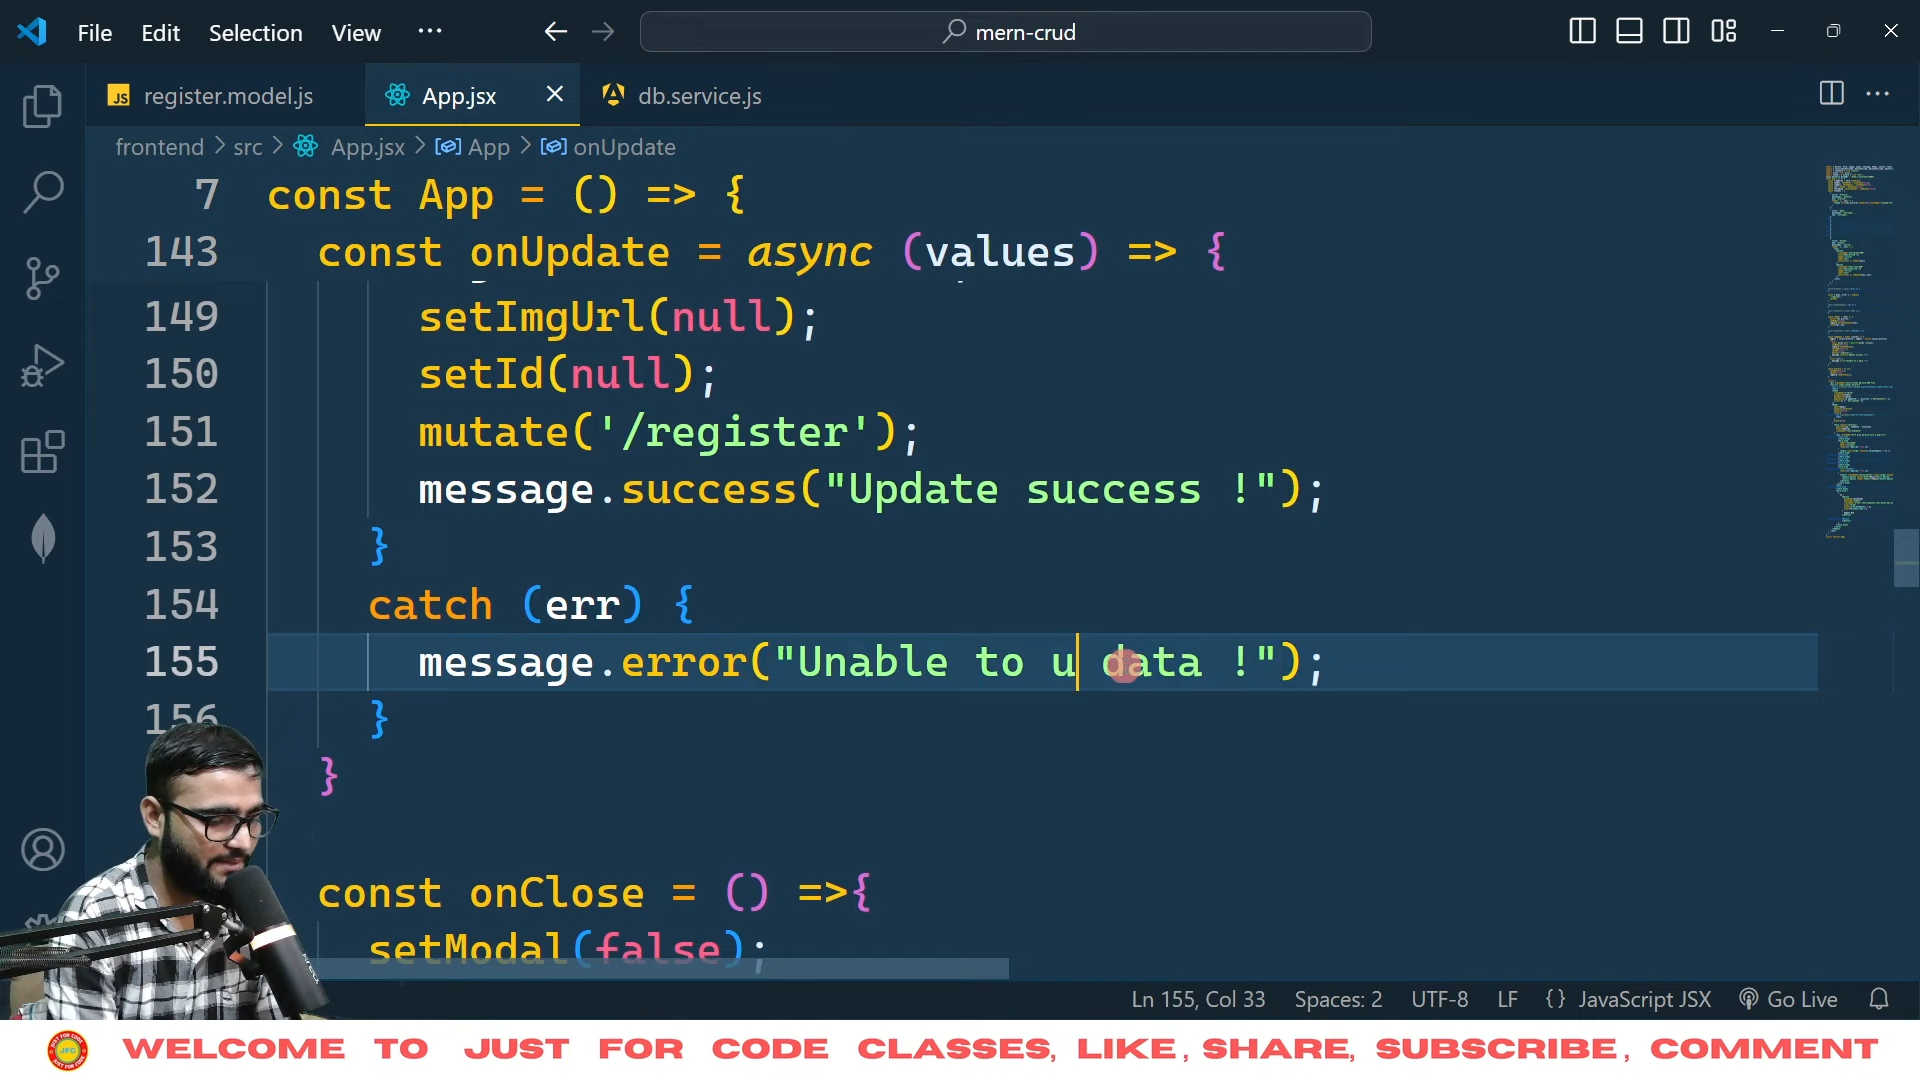 File Edit Selection View ··· mern-crud
JS register.model.js App.jsx db.service.js
frontend > src > App.jsx > App > onUpdate
7 const App = () => {
143 const onUpdate = async (values) => {
149 setImgUrl(null);
150 setId(null);
151 mutate('/register');
152 message.success("Update success !");
153 }
154 catch (err) {
155 message.error("Unable to u data !");
156 }
}
const onClose = () =>{
setModal(false);
Ln 155, Col 33 Spaces: 2 UTF-8 LF {} JavaScript JSX Go Live
WELCOME TO JUST FOR CODE CLASSES, LIKE, SHARE, SUBSCRIBE, COMMENT